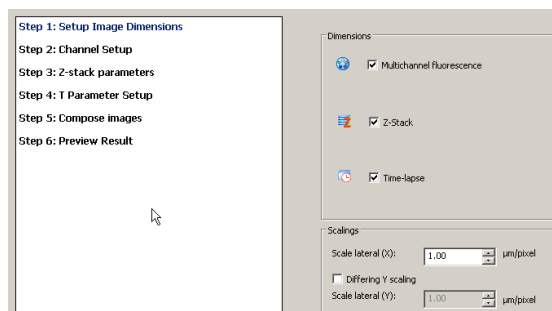 Step 1: Setup Image Dimensions
Step 2: Channel Setup
Step 3: Z-stack parameters
Step 4: T Parameter Setup
Step 5: Compose images
Step 6: Preview Result
Dimensions
Multichannel fluorescence
Z-Stack
Time-lapse
Scalings
Scale lateral (X): 1.00 µm/pixel
Differing Y scaling
Scale lateral (Y): 1.00 µm/pixel